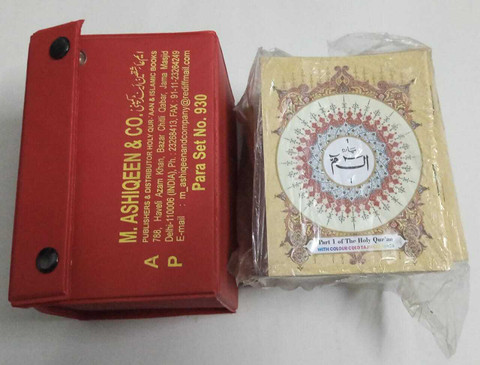 M. ASHIQEEN & CO.
PUBLISHERS & DISTRIBUTOR HOLY QUR'AAN & ISLAMIC BOOKS
788, Haveli Azam Khan, Bazar Chitli Qabar, Jama Masjid
Delhi-110006 (INDIA), Ph.: 23268413, FAX: 91-11-23264249
E-mail : m_ashiqeenandcompany@rediffmail.com
Para Set No. 930
A P
الم
Part 1 of The Holy Qur'an
WITH COLOUR CODED